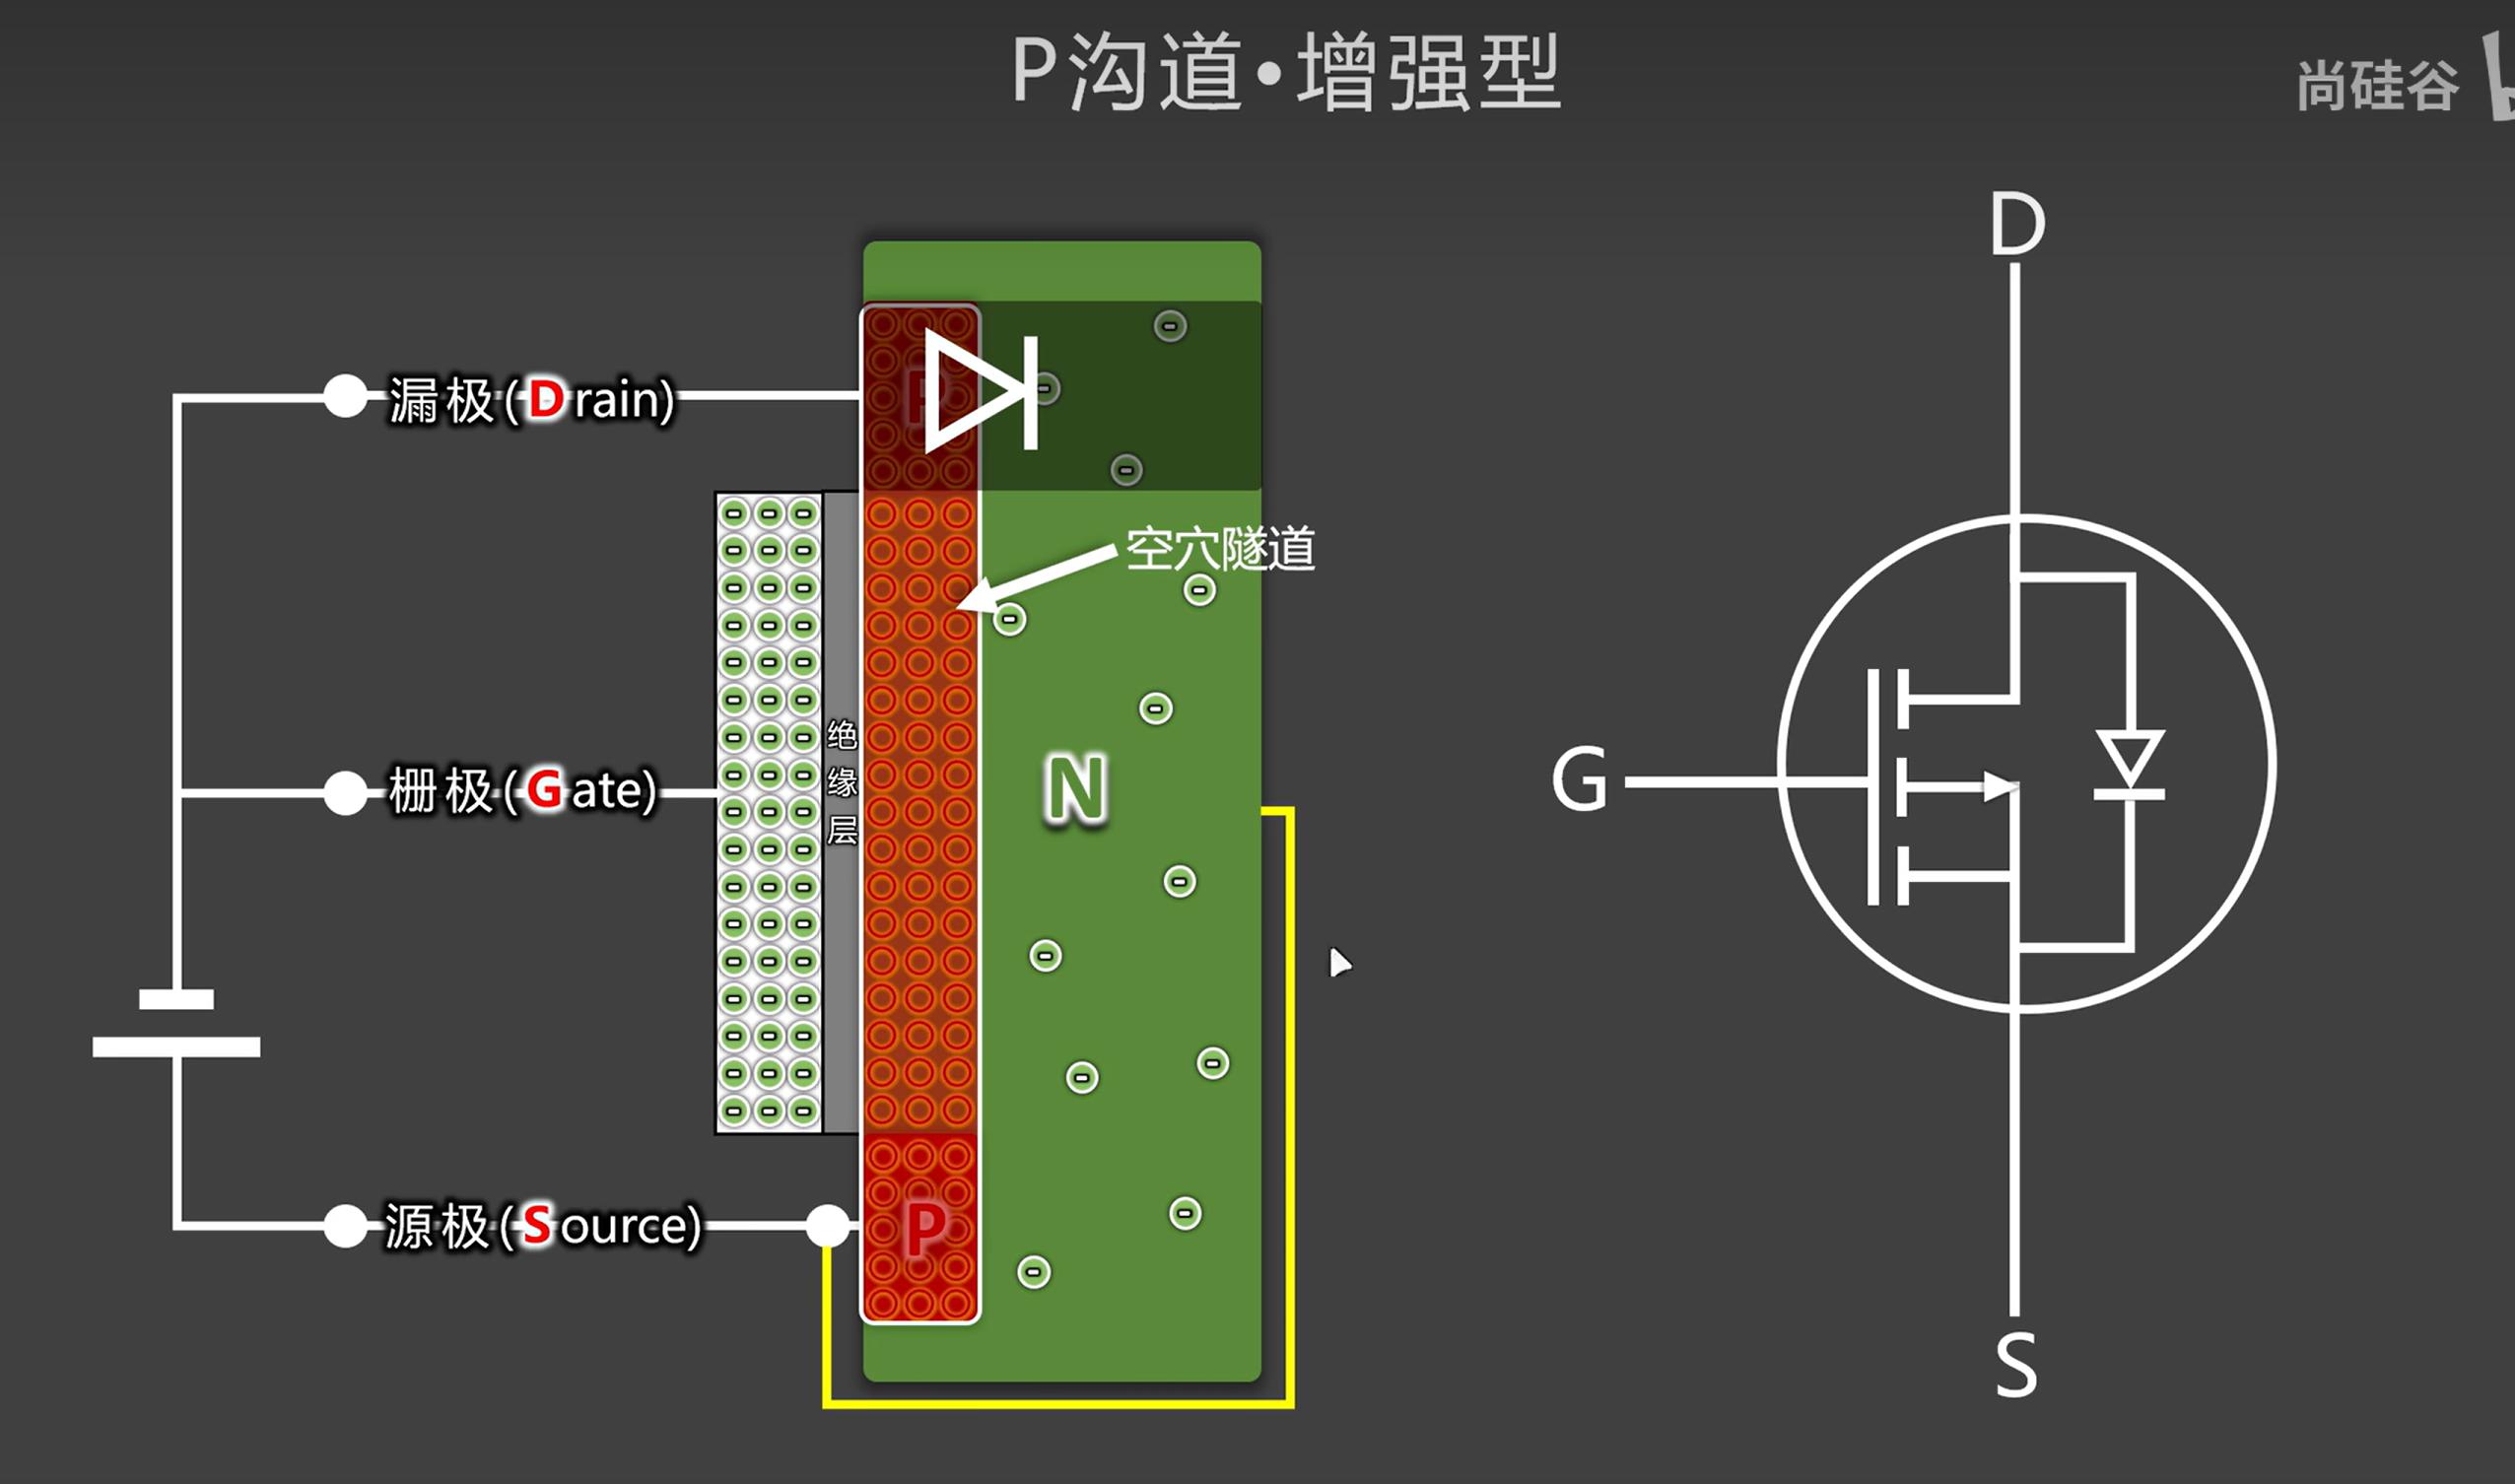 P沟道•增强型
尚硅谷
D
漏极(Drain)
P
空穴隧道
栅极(Gate)
绝
缘
层
N
G
源极(Source)
P
S